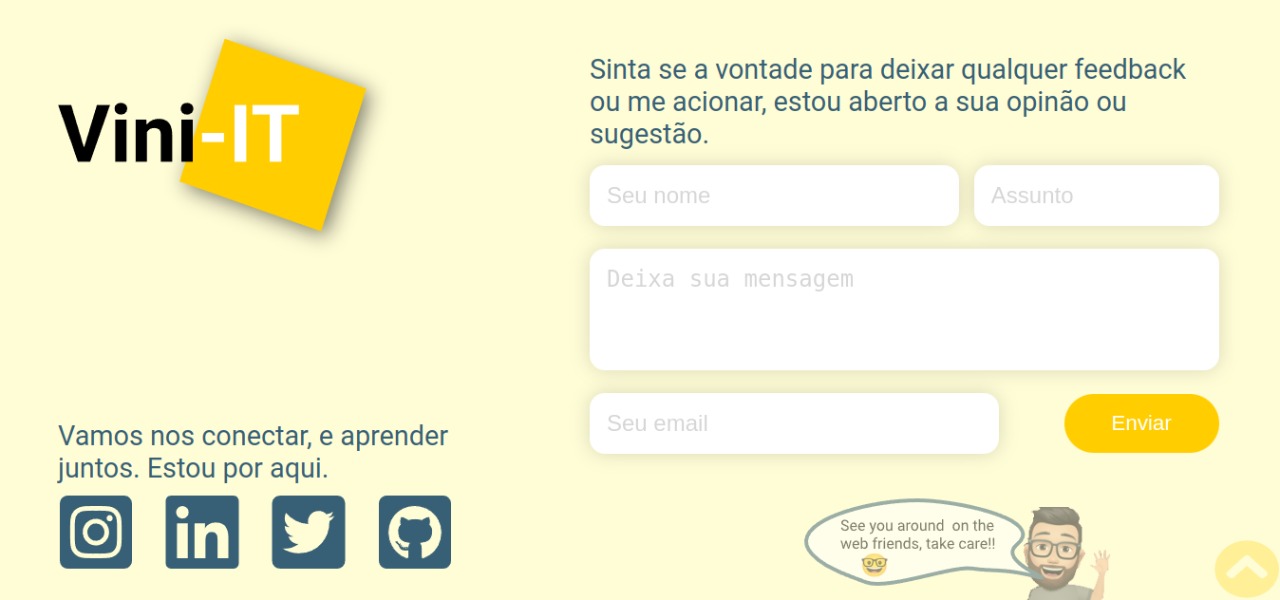 Vini-IT
Vamos nos conectar, e aprender
juntos. Estou por aqui.
in
Sinta se a vontade para deixar qualquer feedback
ou me acionar, estou aberto a sua opinão ou
sugestão.
Seu nome
Assunto
Deixa sua mensagem
Seu email
Enviar
See you around on the
web friends, take care!!